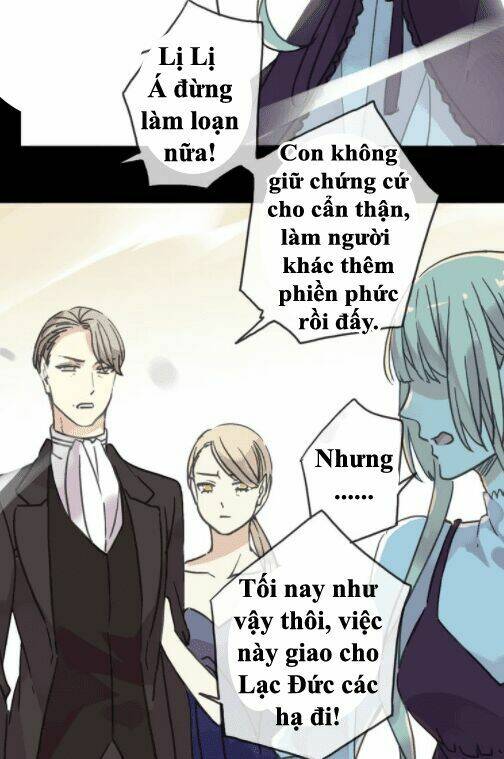 Lị Lị
Á đừng
làm loạn
nữa!
Con không
giữ chứng cứ
cho cẩn thận,
làm người
khác thêm
phiền phức
rồi đấy.
Nhưng
......
Tối nay như
vậy thôi, việc
này giao cho
Lạc Đức các
hạ đi!